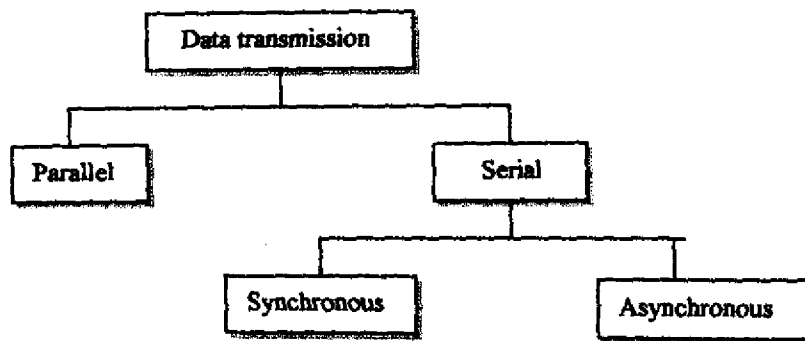 Data transmission
Parallel
Serial
Synchronous
Asynchronous